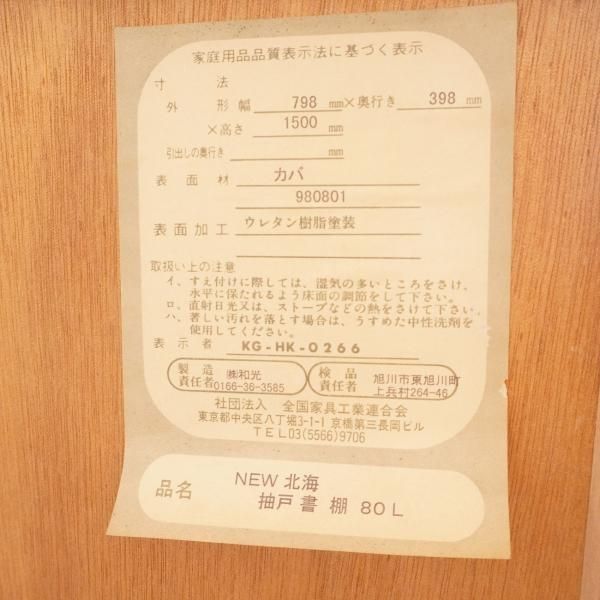 家庭用品品質表示法に基づく表示
寸法
外形幅 798 mm×奥行き 398 mm
×高さ 1500 mm
引出しの奥行き mm
表面材 カバ
980801
表面加工 ウレタン樹脂塗装
取扱い上の注意
イ、すえ付けに際しては、湿気の多いところをさけ、
水平に保たれるよう床面の調節をして下さい。
ロ、直射日光又は、ストーブなどの熱をさけて下さい。
ハ、著しい汚れを落とす場合は、うすめた中性洗剤を
使用してください。
表示者 KG-HK-0266
製造責任者 ㈱和光 0166-36-3585
検品責任者 旭川市東旭川町上兵村264-46
社団法人 全国家具工業連合会
東京都中央区八丁堀3-1-1 京橋第三長岡ビル
TEL03(5566)9706
品名 NEW 北海
抽戸書棚 80L